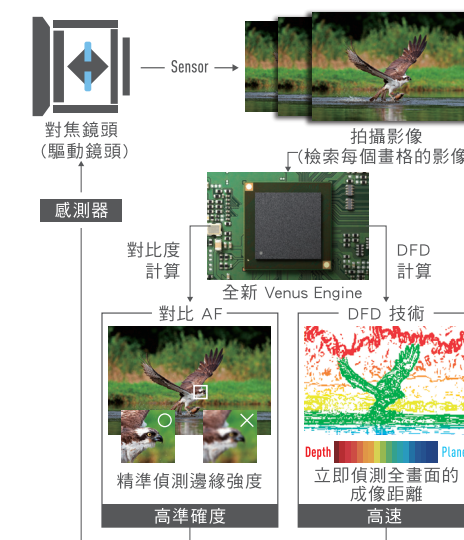 Sensor
對焦鏡頭
(驅動鏡頭)
拍攝影像
(檢索每個畫格的影像
感測器
對比度
計算
DFD
計算
全新 Venus Engine
對比 AF
DFD 技術
Depth
Plane
精準偵測邊緣強度
立即偵測全畫面的
成像距離
高準確度
高速